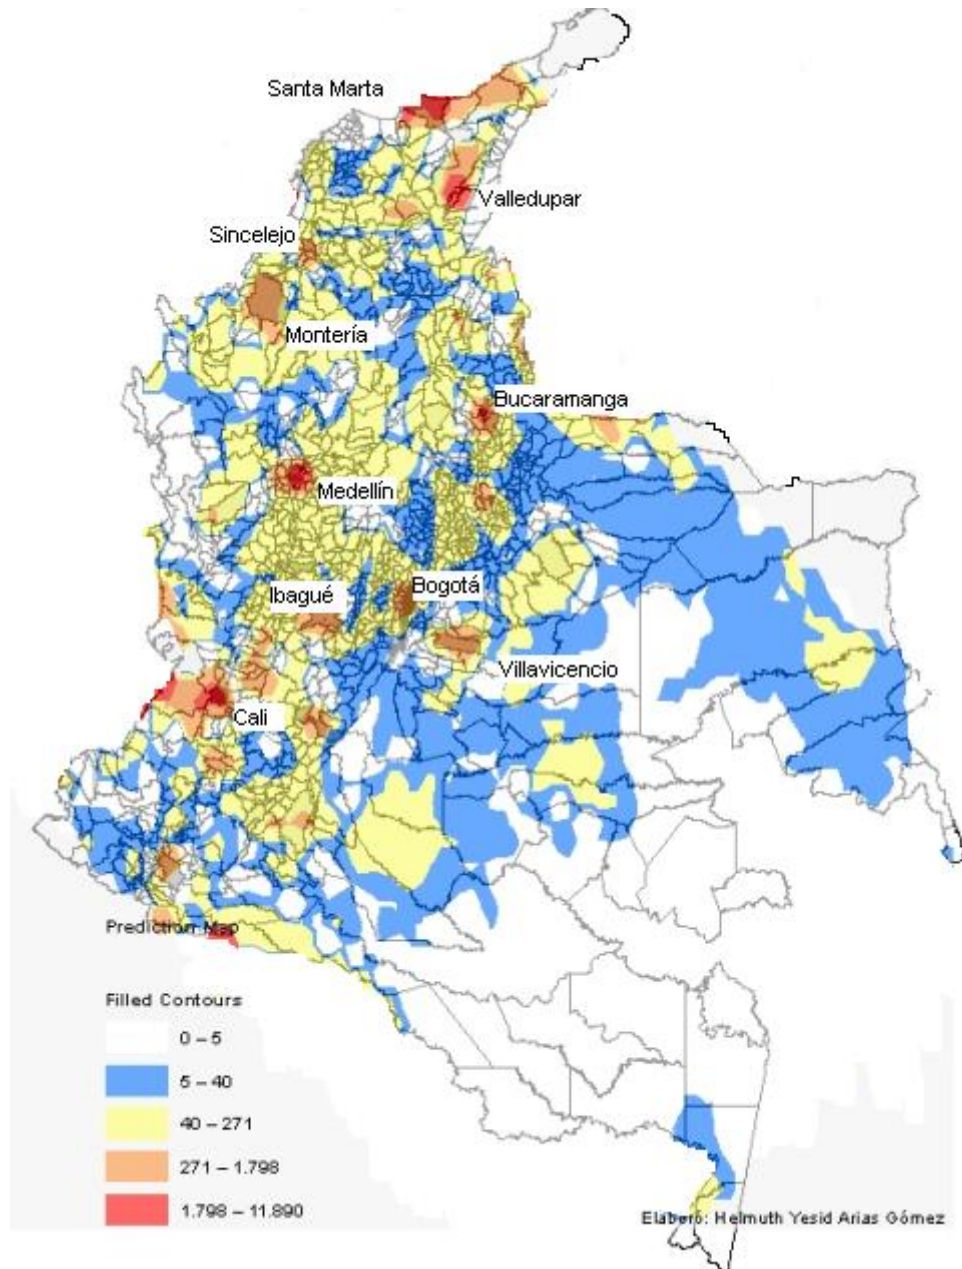 Santa Marta
Valledupar
Sincelejo
Montería
Bucaramanga
Medellín
Ibagué
Bogotá
Villavicencio
Cali
Prediction Map
Filled Contours
0 – 5
5 – 40
40 – 271
271 – 1.798
1.798 – 11.890
Elaboró: Helmuth Yesid Arias Gómez